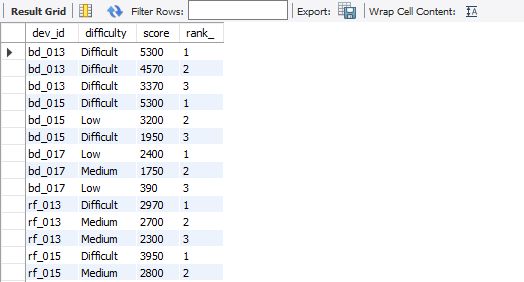 Result Grid Filter Rows: Export: Wrap Cell Content: IA
dev_id difficulty score rank_
bd_013 Difficult 5300 1
bd_013 Difficult 4570 2
bd_013 Difficult 3370 3
bd_015 Difficult 5300 1
bd_015 Low 3200 2
bd_015 Difficult 1950 3
bd_017 Low 2400 1
bd_017 Medium 1750 2
bd_017 Low 390 3
rf_013 Difficult 2970 1
rf_013 Medium 2700 2
rf_013 Medium 2300 3
rf_015 Difficult 3950 1
rf_015 Medium 2800 2